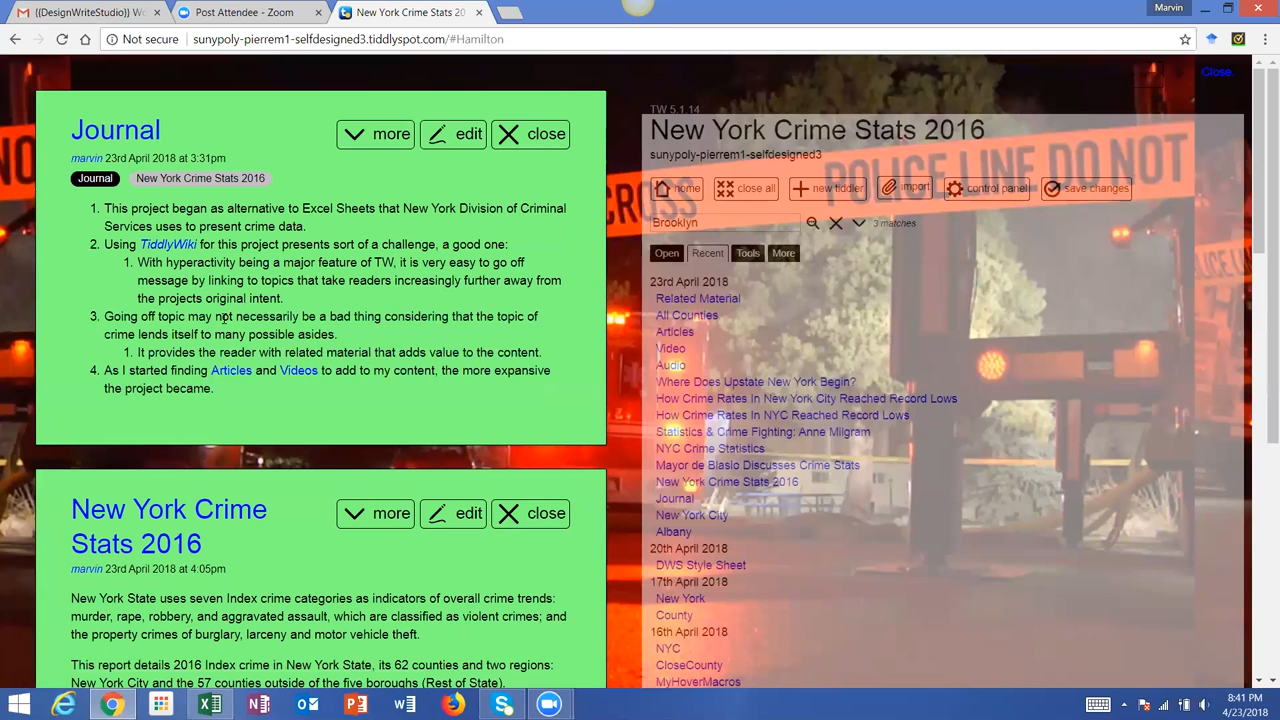 {{DesignWriteStudio}} Wo
Post Attendee - Zoom
New York Crime Stats 20
Marvin
Not secure
sunypoly-pierrem1-selfdesigned3.tiddlyspot.com/#Hamilton
Close.
Journal
more
edit
close
marvin 23rd April 2018 at 3:31pm
Journal
New York Crime Stats 2016
1. This project began as alternative to Excel Sheets that New York Division of Criminal
Services uses to present crime data.
2. Using TiddlyWiki for this project presents sort of a challenge, a good one:
1. With hyperactivity being a major feature of TW, it is very easy to go off
message by linking to topics that take readers increasingly further away from
the projects original intent.
3. Going off topic may not necessarily be a bad thing considering that the topic of
crime lends itself to many possible asides.
1. It provides the reader with related material that adds value to the content.
4. As I started finding Articles and Videos to add to my content, the more expansive
the project became.
New York Crime
Stats 2016
more
edit
close
marvin 23rd April 2018 at 4:05pm
New York State uses seven Index crime categories as indicators of overall crime trends:
murder, rape, robbery, and aggravated assault, which are classified as violent crimes; and
the property crimes of burglary, larceny and motor vehicle theft.
This report details 2016 Index crime in New York State, its 62 counties and two regions:
New York City and the 57 counties outside of the five boroughs (Rest of State).
TW 5.1.14
New York Crime Stats 2016
sunypoly-pierrem1-selfdesigned3
home
close all
new tiddler
import
control panel
save changes
Brooklyn
3 matches
Open
Recent
Tools
More
23rd April 2018
Related Material
All Counties
Articles
Video
Audio
Where Does Upstate New York Begin?
How Crime Rates In New York City Reached Record Lows
How Crime Rates In NYC Reached Record Lows
Statistics & Crime Fighting: Anne Milgram
NYC Crime Statistics
Mayor de Blasio Discusses Crime Stats
New York Crime Stats 2016
Journal
New York City
Albany
20th April 2018
DWS Style Sheet
17th April 2018
New York
County
16th April 2018
NYC
CloseCounty
MyHoverMacros
POLICE LINE DO NOT
CROSS
8:41 PM
4/23/2018